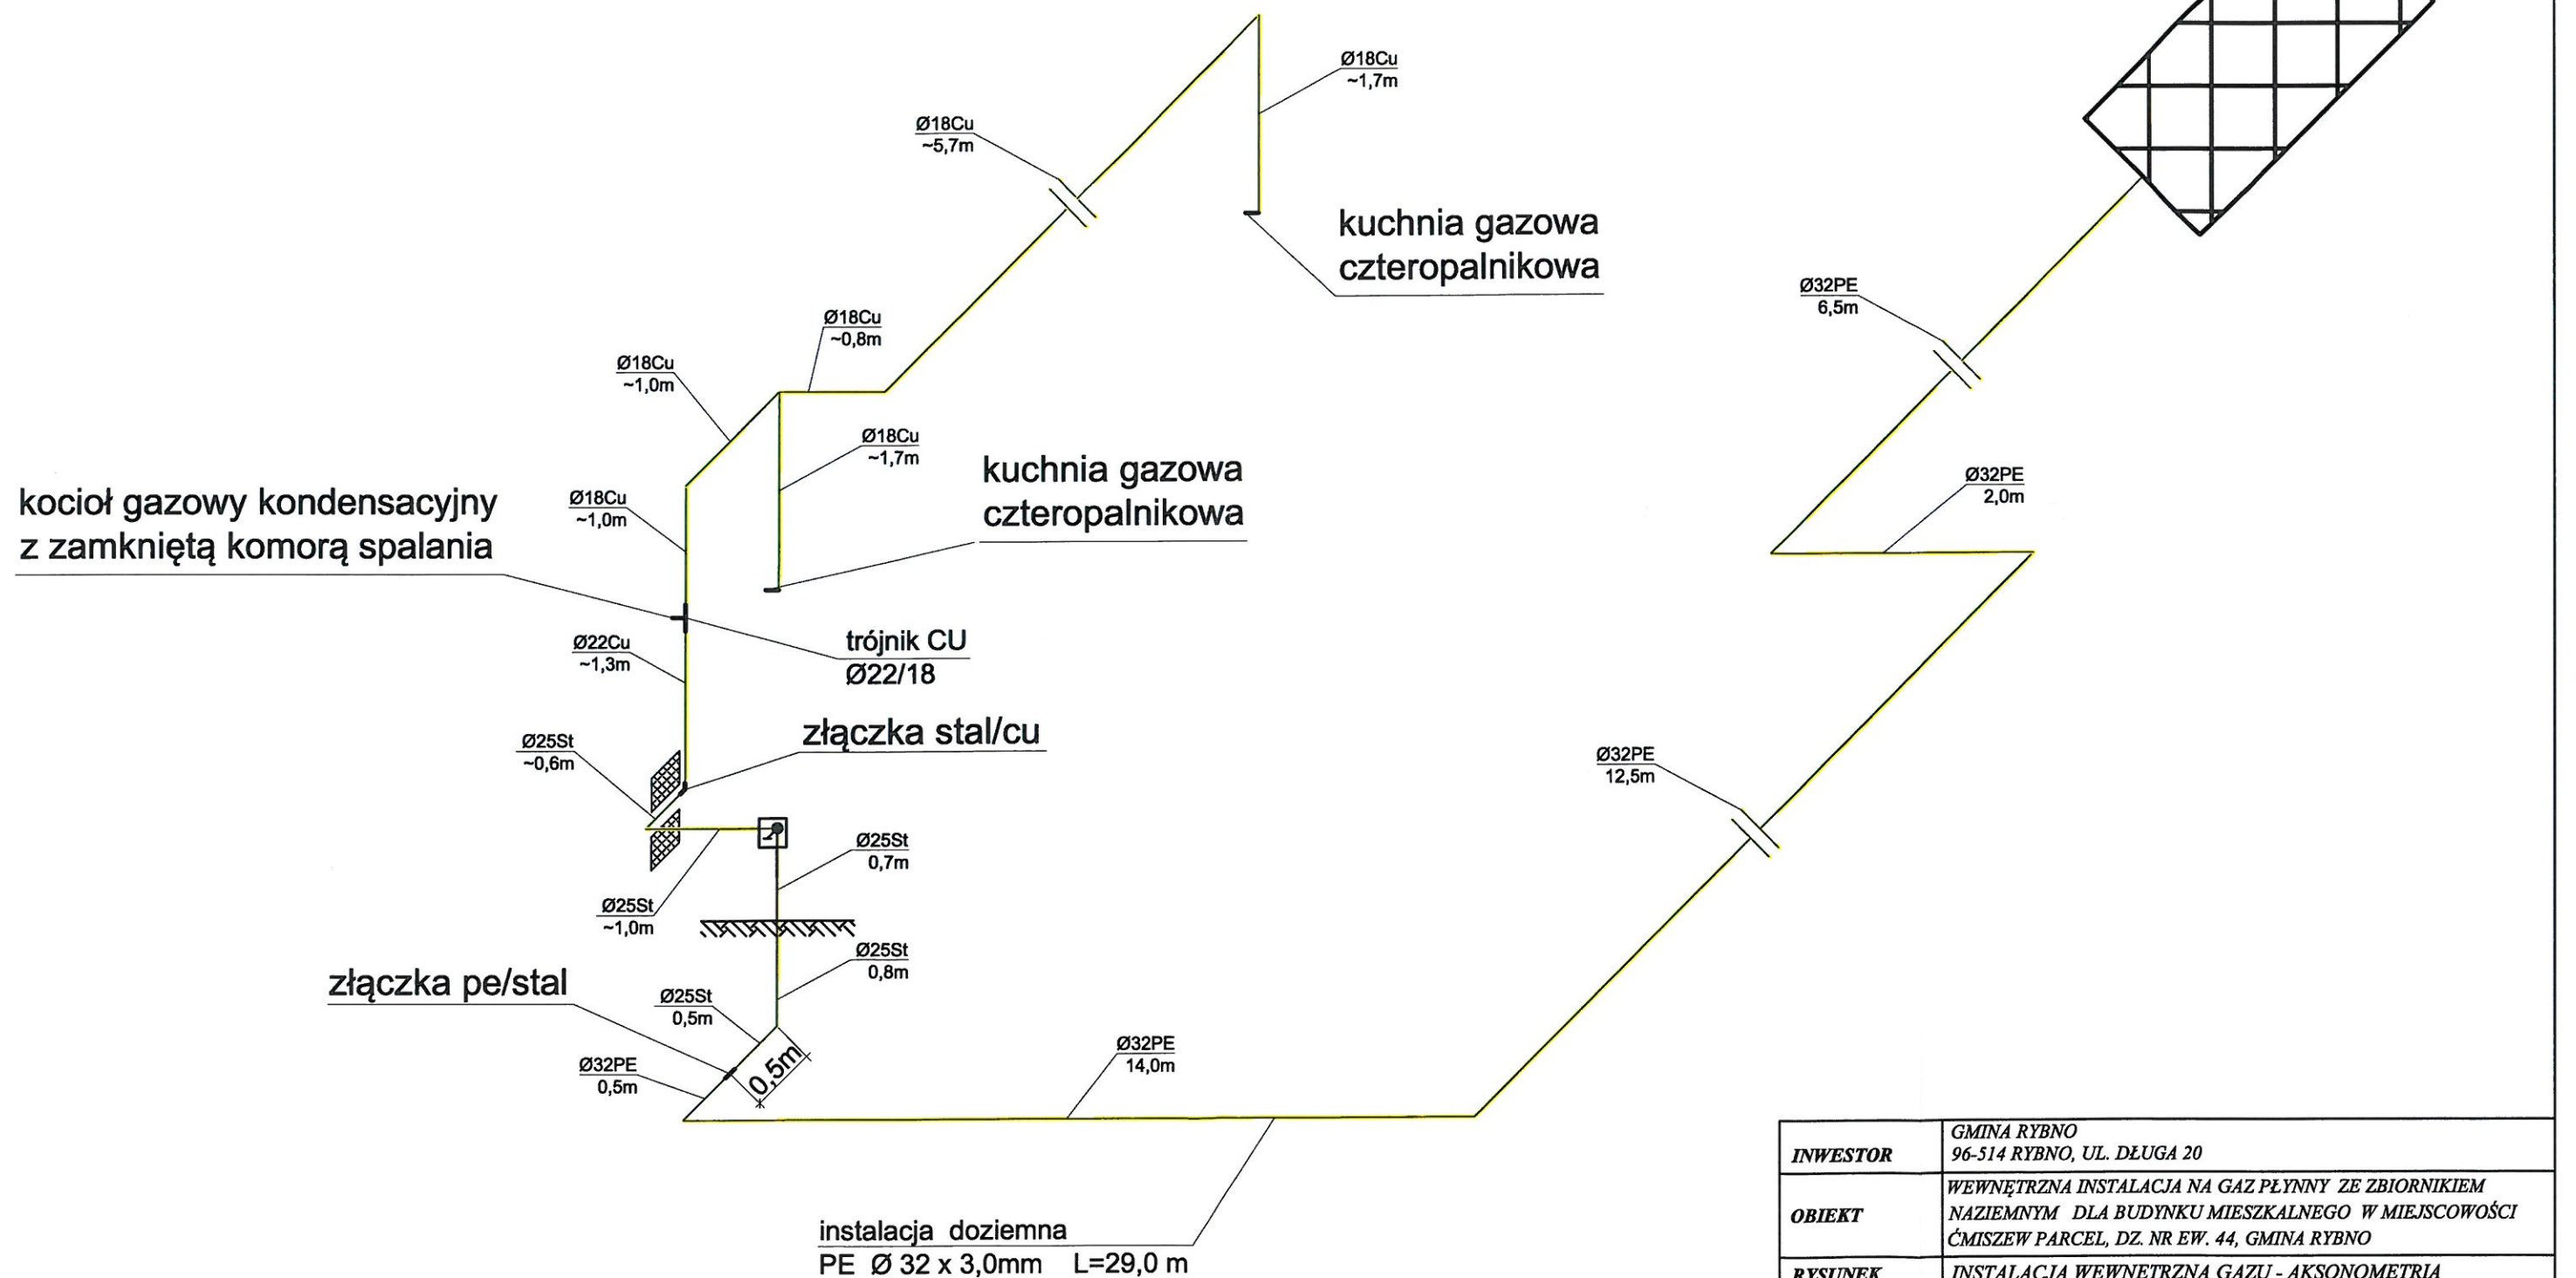 Ø18Cu
~1,7m
Ø18Cu
~5,7m
kuchnia gazowa
czteropalnikowa
Ø32PE
6,5m
Ø18Cu
~0,8m
Ø18Cu
~1,0m
Ø18Cu
~1,7m
kuchnia gazowa
czteropalnikowa
Ø32PE
2,0m
kocioł gazowy kondensacyjny
z zamkniętą komorą spalania
Ø18Cu
~1,0m
trójnik CU
Ø22/18
Ø22Cu
~1,3m
złączka stal/cu
Ø25St
~0,6m
Ø32PE
12,5m
Ø25St
0,7m
Ø25St
~1,0m
Ø25St
0,8m
złączka pe/stal
Ø25St
0,5m
0,5m
Ø32PE
0,5m
Ø32PE
14,0m
instalacja doziemna
PE Ø 32 x 3,0mm L=29,0 m
INWESTOR
GMINA RYBNO
96-514 RYBNO, UL. DŁUGA 20
OBIEKT
WEWNĘTRZNA INSTALACJA NA GAZ PŁYNNY ZE ZBIORNIKIEM
NAZIEMNYM DLA BUDYNKU MIESZKALNEGO W MIEJSCOWOŚCI
ĆMISZEW PARCEL, DZ. NR EW. 44, GMINA RYBNO
RYSUNEK
INSTALACJA WEWNĘTRZNA GAZU - AKSONOMETRIA